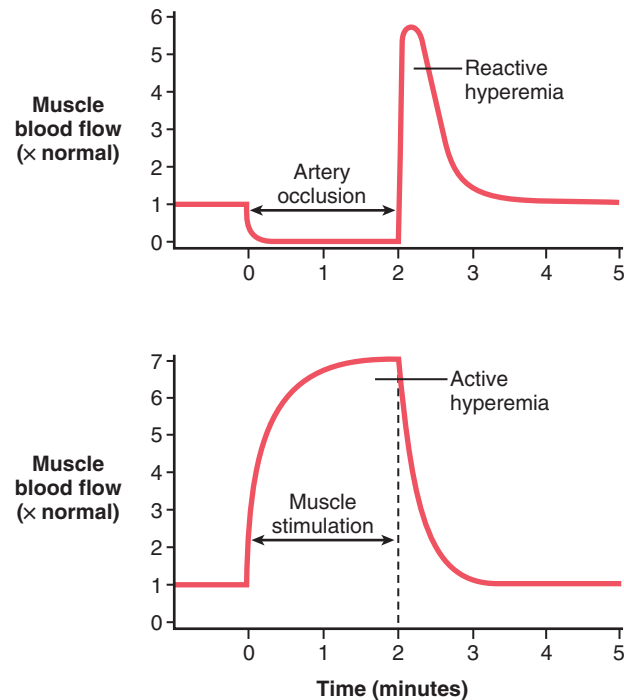 6
5
4
3
2
1
0
Muscle
blood flow
(× normal)
Reactive
hyperemia
Artery
occlusion
0 1 2 3 4 5
7
6
5
4
3
2
1
0
Muscle
blood flow
(× normal)
Active
hyperemia
Muscle
stimulation
0 1 2 3 4 5
Time (minutes)